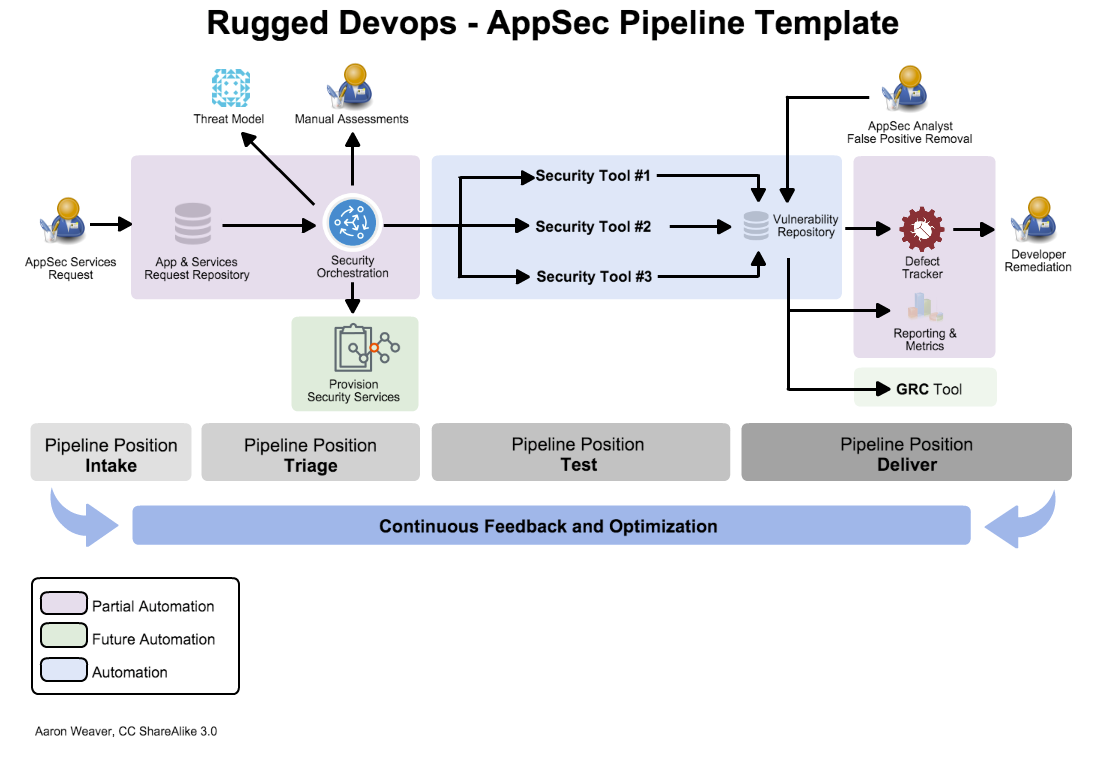 Rugged Devops - AppSec Pipeline Template
Threat Model
Manual Assessments
AppSec Analyst
False Positive Removal
AppSec Services
Request
App & Services
Request Repository
Security
Orchestration
Security Tool #1
Security Tool #2
Security Tool #3
Vulnerability
Repository
Defect
Tracker
Developer
Remediation
Reporting &
Metrics
Provision
Security Services
GRC Tool
Pipeline Position
Intake
Pipeline Position
Triage
Pipeline Position
Test
Pipeline Position
Deliver
Continuous Feedback and Optimization
Partial Automation
Future Automation
Automation
Aaron Weaver, CC ShareAlike 3.0